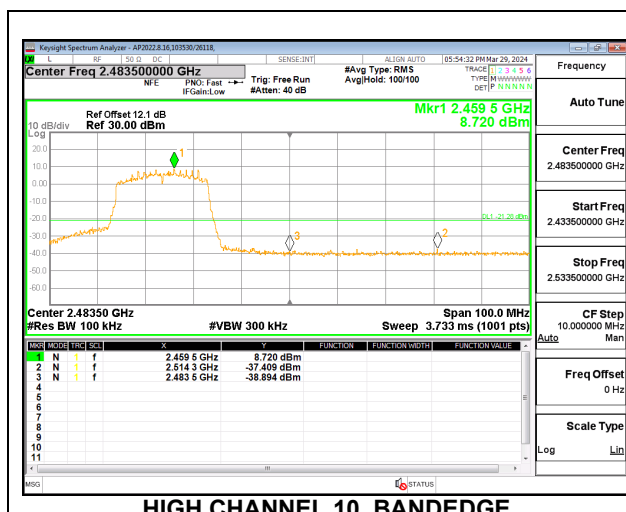 Keysight Spectrum Analyzer - AP2022.8.16,103530/26118,
L RF 50 Ω DC SENSE:INT ALIGN AUTO 05:54:32 PM Mar 29, 2024
Center Freq 2.483500000 GHz #Avg Type: RMS TRACE 1 2 3 4 5 6
NFE PNO: Fast Trig: Free Run Avg|Hold: 100/100 TYPE M
IFGain:Low #Atten: 40 dB DET P N N N N N
Frequency
Auto Tune
Center Freq
2.483500000 GHz
Start Freq
2.433500000 GHz
Stop Freq
2.533500000 GHz
CF Step
10.000000 MHz
Auto Man
Freq Offset
0 Hz
Scale Type
Log Lin
Mkr1 2.459 5 GHz
8.720 dBm
Ref Offset 12.1 dB
10 dB/div Ref 30.00 dBm
Log
20.0
10.0
0.00
-10.0
-20.0
-30.0
-40.0
-50.0
-60.0
1
2
3
Center 2.48350 GHz Span 100.0 MHz
#Res BW 100 kHz #VBW 300 kHz Sweep 3.733 ms (1001 pts)
MKR MODE TRC SCL X Y FUNCTION FUNCTION WIDTH FUNCTION VALUE
1 N 1 f 2.459 5 GHz 8.720 dBm
2 N 1 f 2.514 3 GHz -37.409 dBm
3 N 1 f 2.483 5 GHz -38.894 dBm
4
5
6
7
8
9
10
11
MSG STATUS
HIGH CHANNEL 10, BANDEDGE